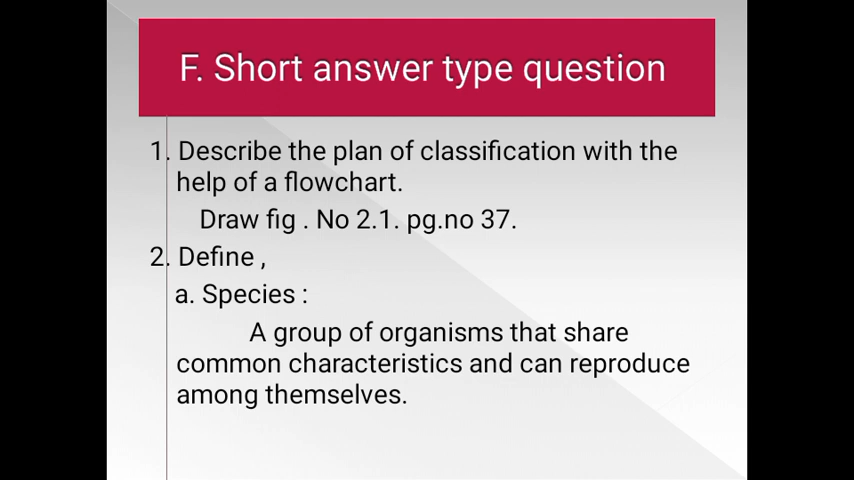 F. Short answer type question
1. Describe the plan of classification with the
help of a flowchart.
Draw fig . No 2.1. pg.no 37.
2. Define ,
a. Species :
A group of organisms that share
common characteristics and can reproduce
among themselves.